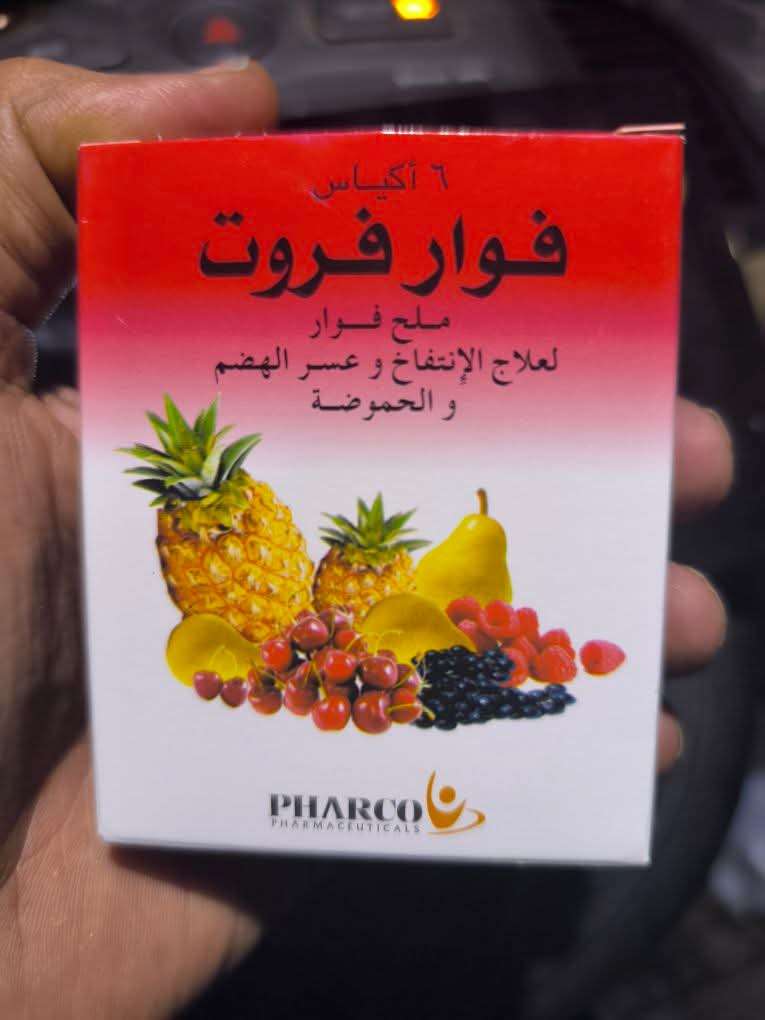 ٦ أكياس
فوار فروت
ملح فوار
لعلاج الإنتفاخ و عسر الهضم
و الحموضة
PHARCO
PHARMACEUTICALS